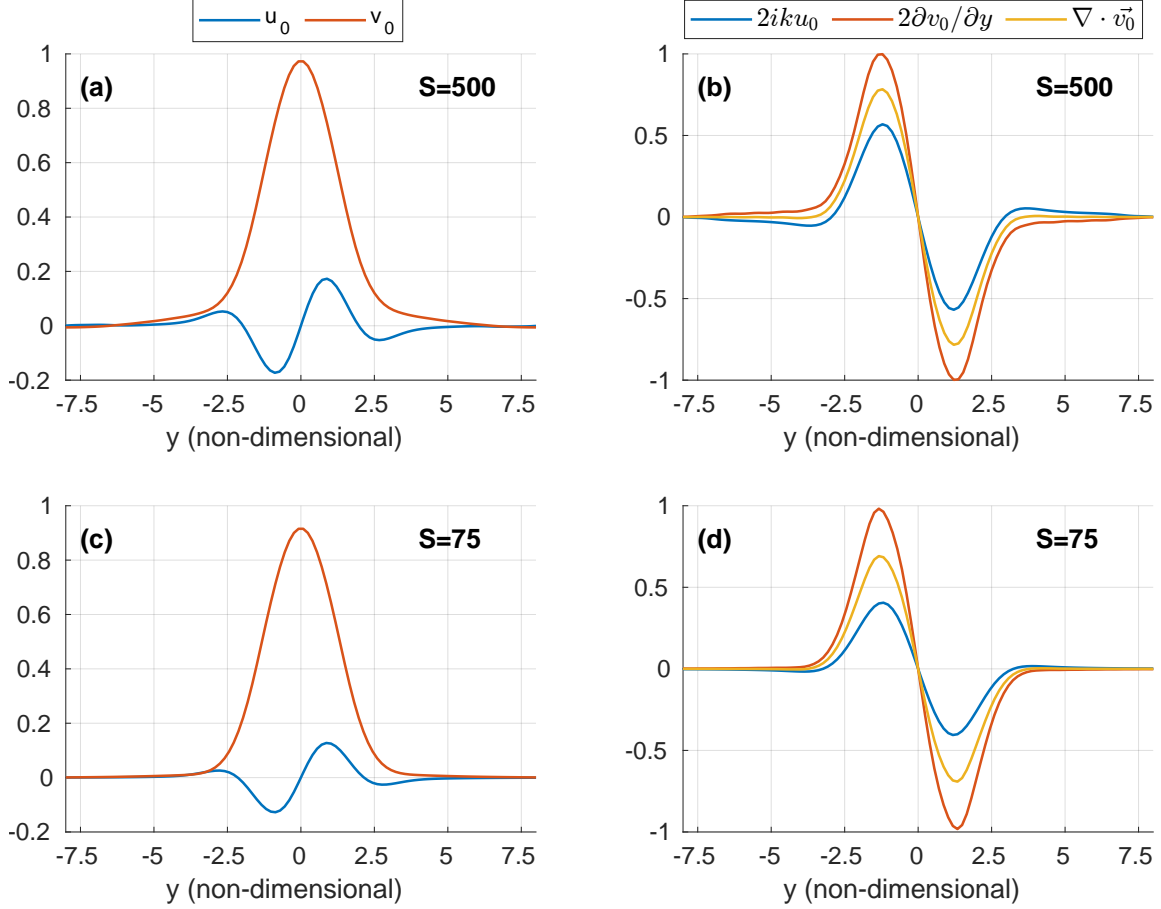 u₀ v₀
2iku₀ 2∂v₀/∂y ∇ · v⃗₀
(a) S=500
1
0.8
0.6
0.4
0.2
0
-0.2
-7.5 -5 -2.5 0 2.5 5 7.5
y (non-dimensional)
(b) S=500
1
0.5
0
-0.5
-1
-7.5 -5 -2.5 0 2.5 5 7.5
y (non-dimensional)
(c) S=75
1
0.8
0.6
0.4
0.2
0
-0.2
-7.5 -5 -2.5 0 2.5 5 7.5
y (non-dimensional)
(d) S=75
1
0.5
0
-0.5
-1
-7.5 -5 -2.5 0 2.5 5 7.5
y (non-dimensional)